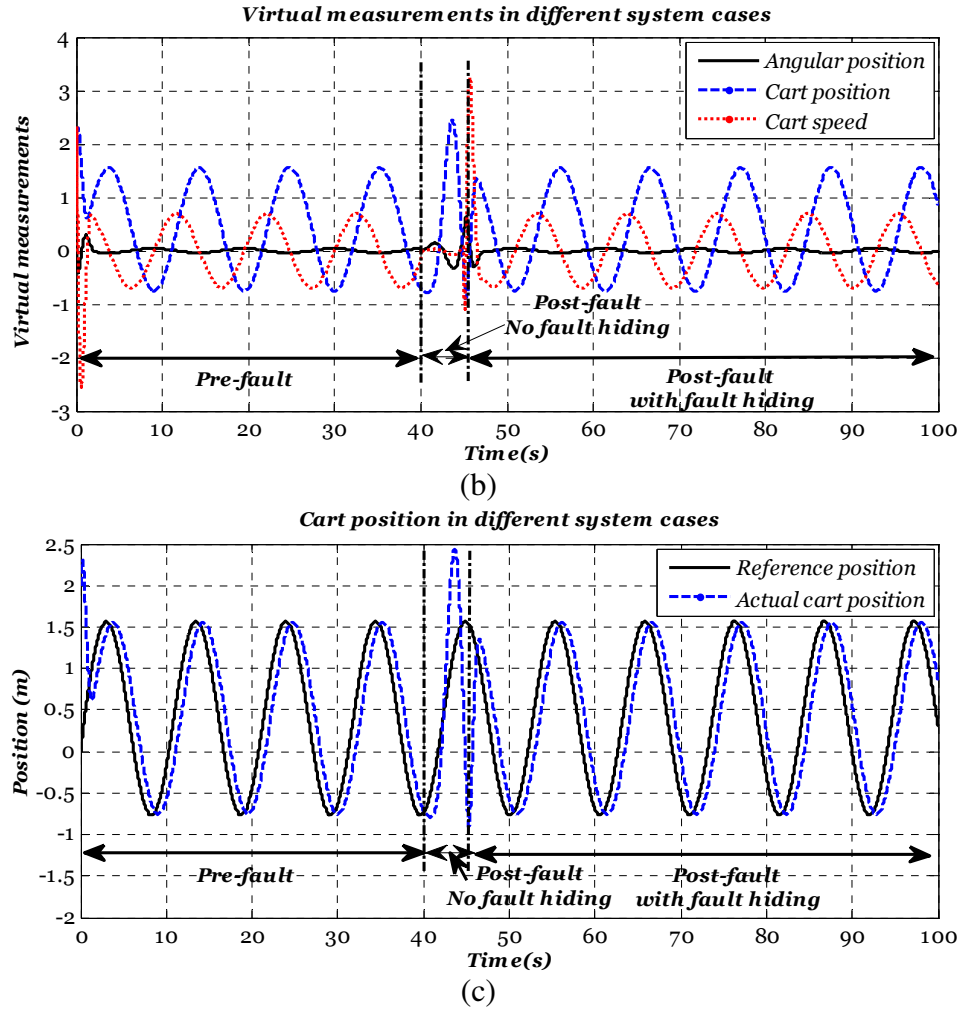 Virtual measurements in different system cases
4
3
2
1
0
-1
-2
-3
Virtual measurements
Angular position
Cart position
Cart speed
Post-fault
No fault hiding
Pre-fault
Post-fault
with fault hiding
0 10 20 30 40 50 60 70 80 90 100
Time(s)
(b)
Cart position in different system cases
2.5
2
1.5
1
0.5
0
-0.5
-1
-1.5
-2
Position (m)
Reference position
Actual cart position
Pre-fault
Post-fault
No fault hiding
Post-fault
with fault hiding
0 10 20 30 40 50 60 70 80 90 100
Time(s)
(c)